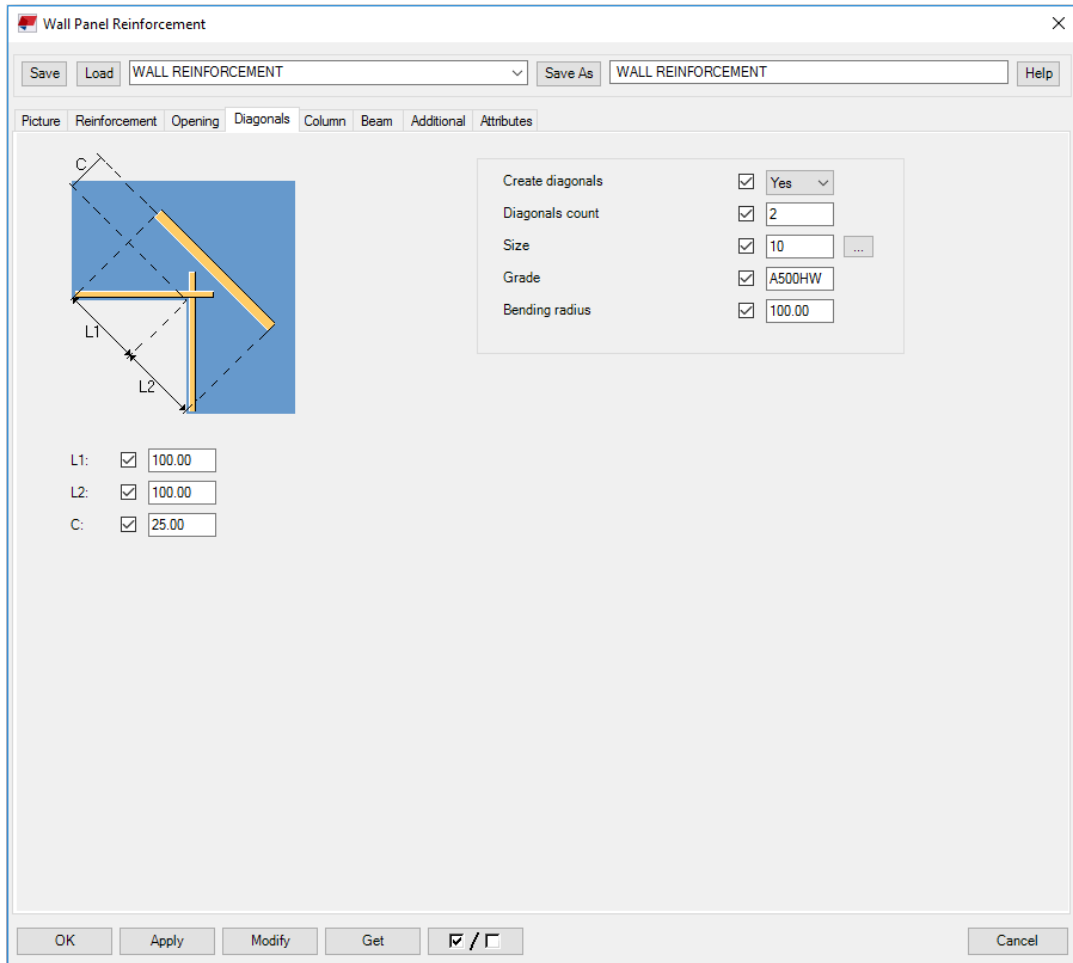 Wall Panel Reinforcement
Save Load WALL REINFORCEMENT Save As WALL REINFORCEMENT Help
Picture Reinforcement Opening Diagonals Column Beam Additional Attributes
C
L1
L2
Create diagonals Yes
Diagonals count 2
Size 10 ...
Grade A500HW
Bending radius 100.00
L1: 100.00
L2: 100.00
C: 25.00
OK Apply Modify Get / Cancel